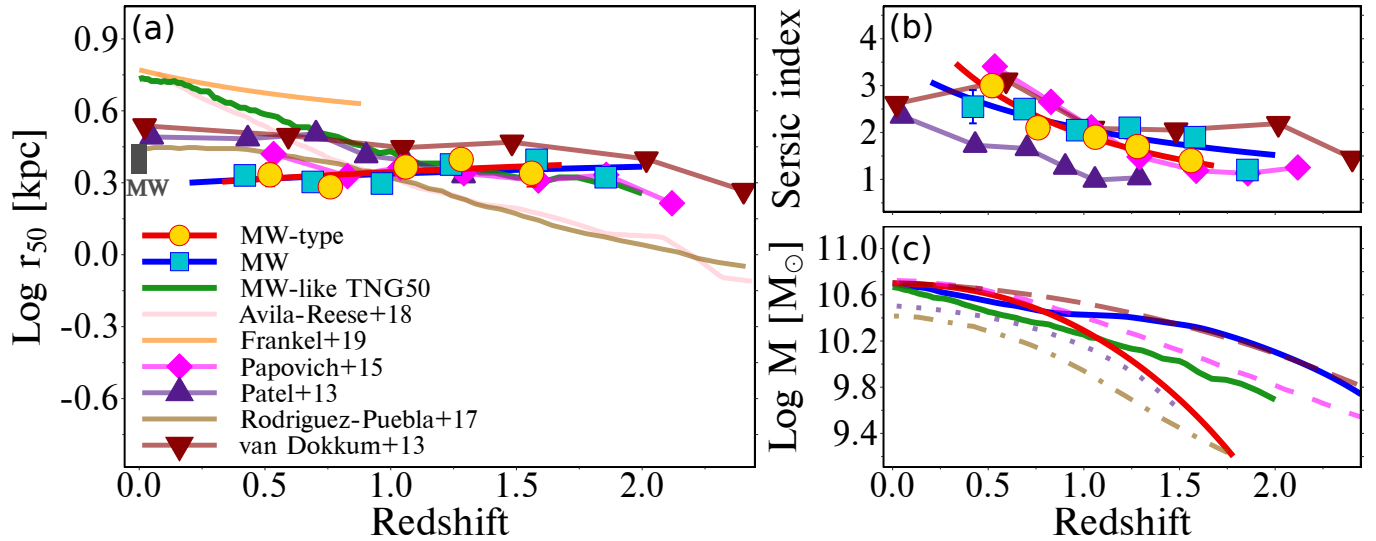 (a)
Log r50 [kpc]
0.9
0.6
0.3
0.0
-0.3
-0.6
MW
MW-type
MW
MW-like TNG50
Avila-Reese+18
Frankel+19
Papovich+15
Patel+13
Rodriguez-Puebla+17
van Dokkum+13
0.0 0.5 1.0 1.5 2.0
Redshift
(b)
Sersic index
4
3
2
1
(c)
Log M [M⊙]
11.0
10.6
10.2
9.8
9.4
0.0 0.5 1.0 1.5 2.0
Redshift